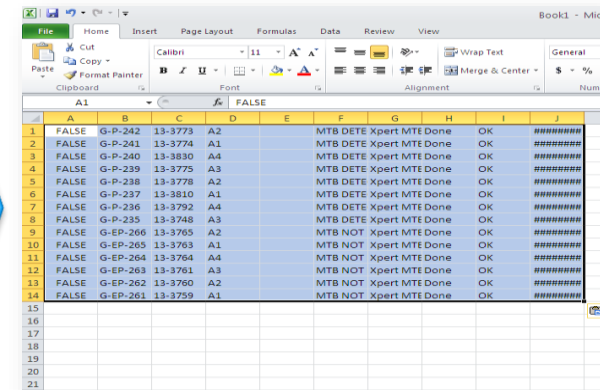 Book1 - Mic
File Home Insert Page Layout Formulas Data Review View
Cut
Copy
Format Painter
Paste
Calibri 11 A A Wrap Text General
B I U A Merge & Center $ %
Clipboard Font Alignment Num
A1 fx FALSE
A B C D E F G H I J
1 FALSE G-P-242 13-3773 A2 MTB DETE Xpert MTE Done OK ########
2 FALSE G-P-241 13-3774 A1 MTB DETE Xpert MTE Done OK ########
3 FALSE G-P-240 13-3830 A4 MTB DETE Xpert MTE Done OK ########
4 FALSE G-P-239 13-3775 A3 MTB DETE Xpert MTE Done OK ########
5 FALSE G-P-238 13-3778 A2 MTB DETE Xpert MTE Done OK ########
6 FALSE G-P-237 13-3810 A1 MTB DETE Xpert MTE Done OK ########
7 FALSE G-P-236 13-3792 A4 MTB DETE Xpert MTE Done OK ########
8 FALSE G-P-235 13-3748 A3 MTB DETE Xpert MTE Done OK ########
9 FALSE G-EP-266 13-3765 A2 MTB NOT Xpert MTE Done OK ########
10 FALSE G-EP-265 13-3763 A1 MTB NOT Xpert MTE Done OK ########
11 FALSE G-EP-264 13-3764 A4 MTB NOT Xpert MTE Done OK ########
12 FALSE G-EP-263 13-3761 A3 MTB NOT Xpert MTE Done OK ########
13 FALSE G-EP-262 13-3760 A2 MTB NOT Xpert MTE Done OK ########
14 FALSE G-EP-261 13-3759 A1 MTB NOT Xpert MTE Done OK ########
15
16
17
18
19
20
21